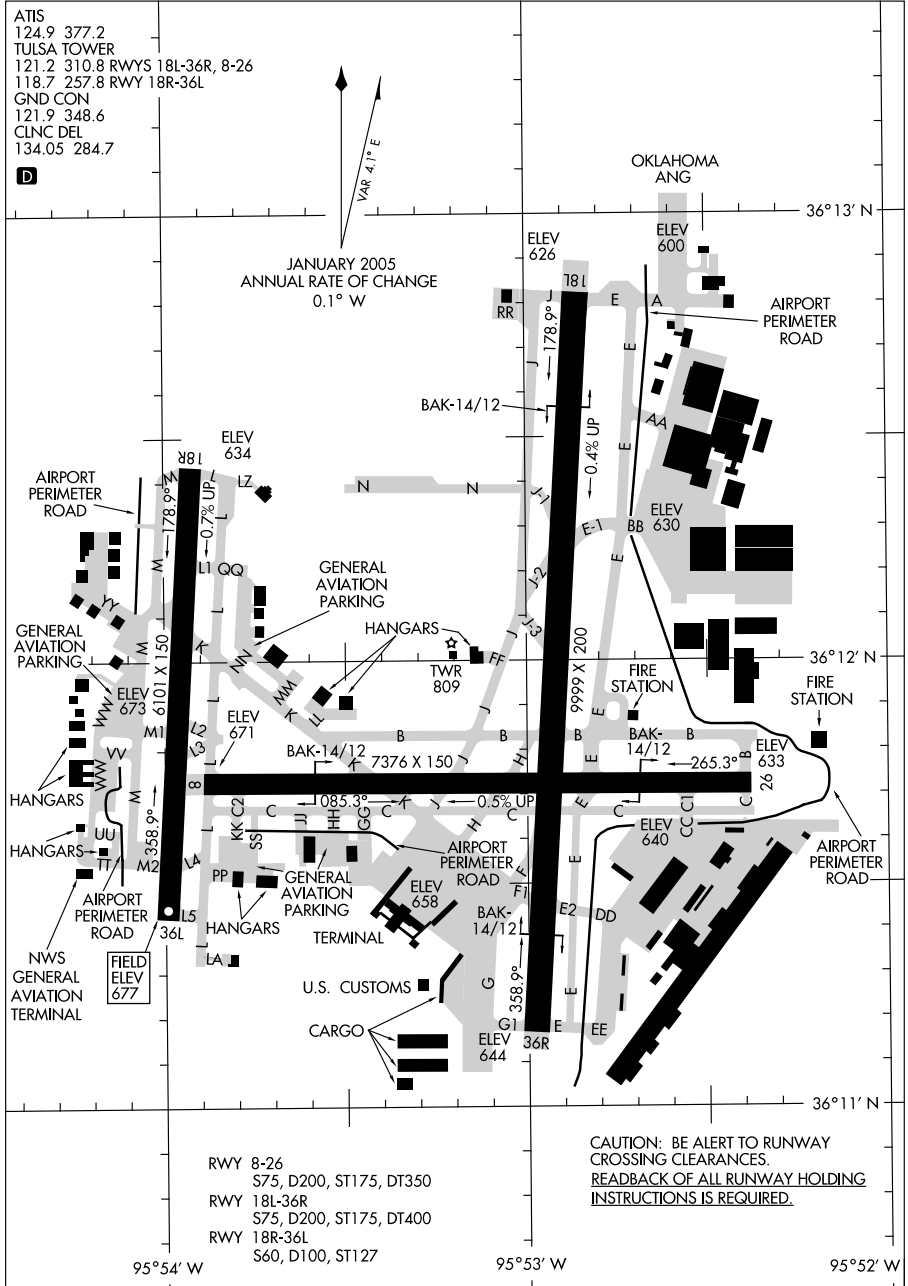 ATIS
124.9 377.2
TULSA TOWER
121.2 310.8 RWYS 18L-36R, 8-26
118.7 257.8 RWY 18R-36L
GND CON
121.9 348.6
CLNC DEL
134.05 284.7
D
VAR 4.1° E
JANUARY 2005
ANNUAL RATE OF CHANGE
0.1° W
OKLAHOMA
ANG
36°13' N
ELEV
626
ELEV
600
18L
J
E
A
RR
178.9°
AIRPORT
PERIMETER
ROAD
E
J
BAK-14/12
AA
0.4% UP
E
ELEV
634
18R
M
L
LZ
AIRPORT
PERIMETER
ROAD
178.9°
0.7% UP
L
N
N
J-1
E-1
BB
ELEV
630
M
L1
QQ
E
J-2
GENERAL
AVIATION
PARKING
YY
L
J-3
HANGARS
J
GENERAL
AVIATION
PARKING
M
K
NN
TWR
809
FF
36°12' N
6101 X 150
9999 X 200
MM
FIRE
STATION
FIRE
STATION
ELEV
673
WW
LL
K
J
E
ELEV
671
M1
L2
L3
B
B
B
B
B
BAK-14/12
BAK-
14/12
VV
K
7376 X 150
J
H
E
265.3°
ELEV
633
WW
M
L
8
26
HANGARS
085.3°
K
J
0.5% UP
E
C
KK
C2
C
JJ
HH
GG
C
C
C
CC1
C
SS
ELEV
640
HANGARS
UU
TT
358.9°
L
H
M2
L4
AIRPORT
PERIMETER
ROAD
AIRPORT
PERIMETER
ROAD
E
F
PP
GENERAL
AVIATION
PARKING
ELEV
658
F1
AIRPORT
PERIMETER
ROAD
BAK-
14/12
E2
DD
36L
L5
HANGARS
TERMINAL
L
NWS
GENERAL
AVIATION
TERMINAL
FIELD
ELEV
677
LA
U.S. CUSTOMS
G
358.9°
E
CARGO
G1
E
EE
36R
ELEV
644
36°11' N
RWY 8-26
S75, D200, ST175, DT350
RWY 18L-36R
S75, D200, ST175, DT400
RWY 18R-36L
S60, D100, ST127
CAUTION: BE ALERT TO RUNWAY
CROSSING CLEARANCES.
READBACK OF ALL RUNWAY HOLDING
INSTRUCTIONS IS REQUIRED.
95°54' W
95°53' W
95°52' W